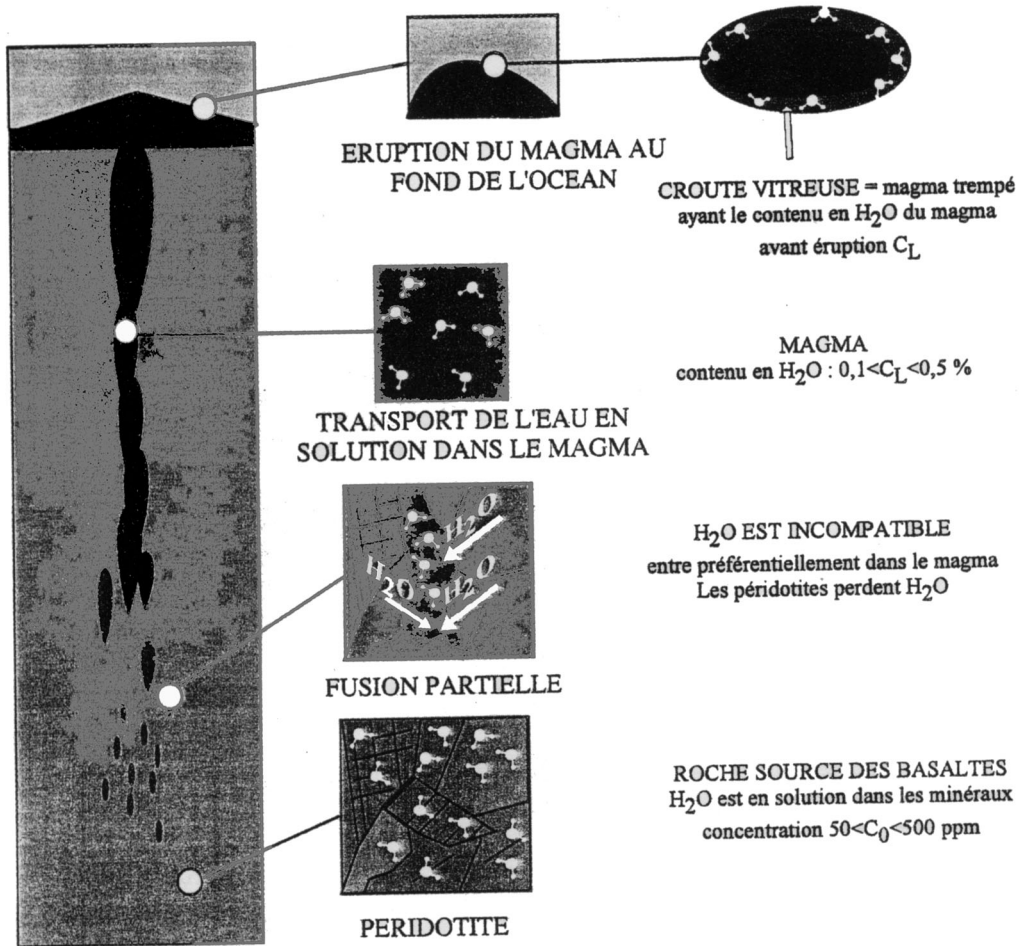 ERUPTION DU MAGMA AU
FOND DE L'OCEAN
CROUTE VITREUSE = magma trempé
ayant le contenu en H2O du magma
avant éruption CL
TRANSPORT DE L'EAU EN
SOLUTION DANS LE MAGMA
MAGMA
contenu en H2O : 0,1<CL<0,5 %
H2O
H2O
H2O
FUSION PARTIELLE
H2O EST INCOMPATIBLE
entre préférentiellement dans le magma
Les péridotites perdent H2O
PERIDOTITE
ROCHE SOURCE DES BASALTES
H2O est en solution dans les minéraux
concentration 50<C0<500 ppm